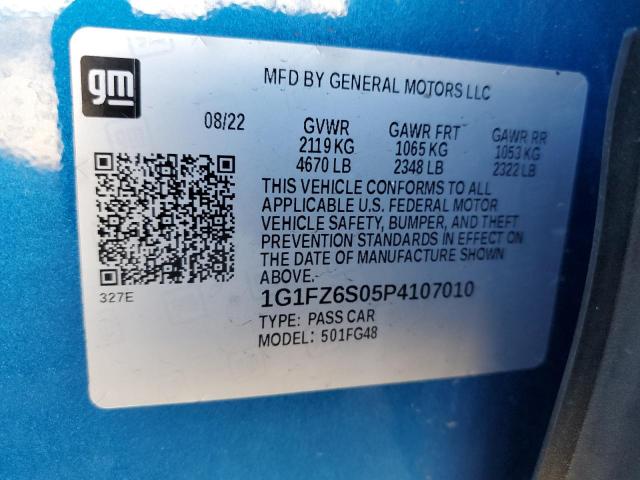 gm
MFD BY GENERAL MOTORS LLC
08/22 GVWR GAWR FRT GAWR RR
2119 KG 1065 KG 1053 KG
4670 LB 2348 LB 2322 LB
THIS VEHICLE CONFORMS TO ALL
APPLICABLE U.S. FEDERAL MOTOR
VEHICLE SAFETY, BUMPER, AND THEFT
PREVENTION STANDARDS IN EFFECT ON
THE DATE OF MANUFACTURE SHOWN
ABOVE.
327E
1G1FZ6S05P4107010
TYPE: PASS CAR
MODEL: 501FG48